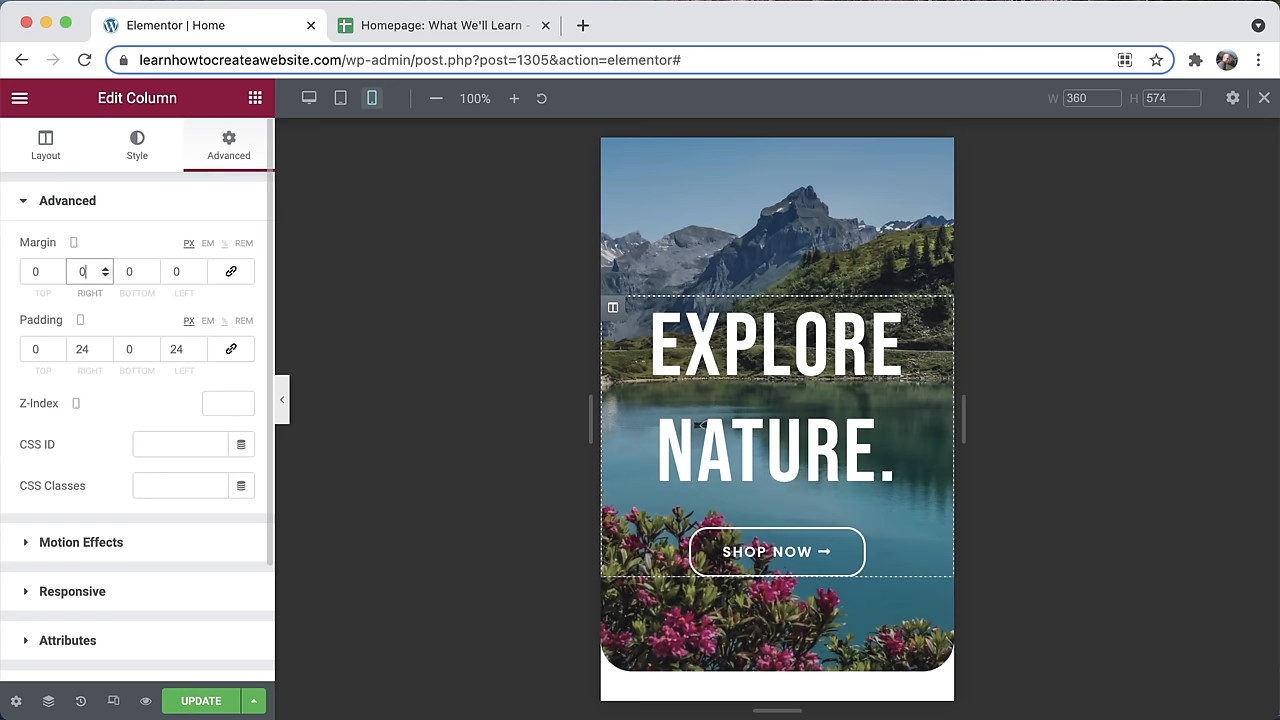 Elementor | Home
Homepage: What We'll Learn -
learnhowtocreateawebsite.com/wp-admin/post.php?post=1305&action=elementor#
Edit Column
100%
W 360 H 574
Layout Style Advanced
Advanced
Margin PX EM % REM
0 0 0 0
TOP RIGHT BOTTOM LEFT
Padding PX EM % REM
0 24 0 24
TOP RIGHT BOTTOM LEFT
Z-Index
CSS ID
CSS Classes
Motion Effects
Responsive
Attributes
UPDATE
EXPLORE
NATURE.
SHOP NOW →